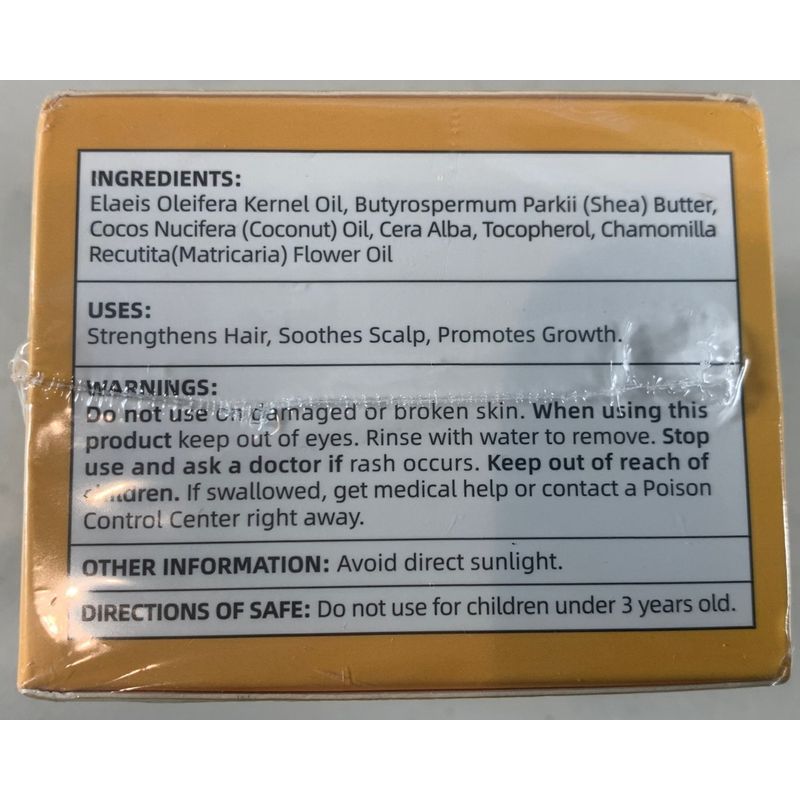 INGREDIENTS:
Elaeis Oleifera Kernel Oil, Butyrospermum Parkii (Shea) Butter,
Cocos Nucifera (Coconut) Oil, Cera Alba, Tocopherol, Chamomilla
Recutita(Matricaria) Flower Oil
USES:
Strengthens Hair, Soothes Scalp, Promotes Growth.
WARNINGS:
Do not use on damaged or broken skin. When using this
product keep out of eyes. Rinse with water to remove. Stop
use and ask a doctor if rash occurs. Keep out of reach of
children. If swallowed, get medical help or contact a Poison
Control Center right away.
OTHER INFORMATION: Avoid direct sunlight.
DIRECTIONS OF SAFE: Do not use for children under 3 years old.